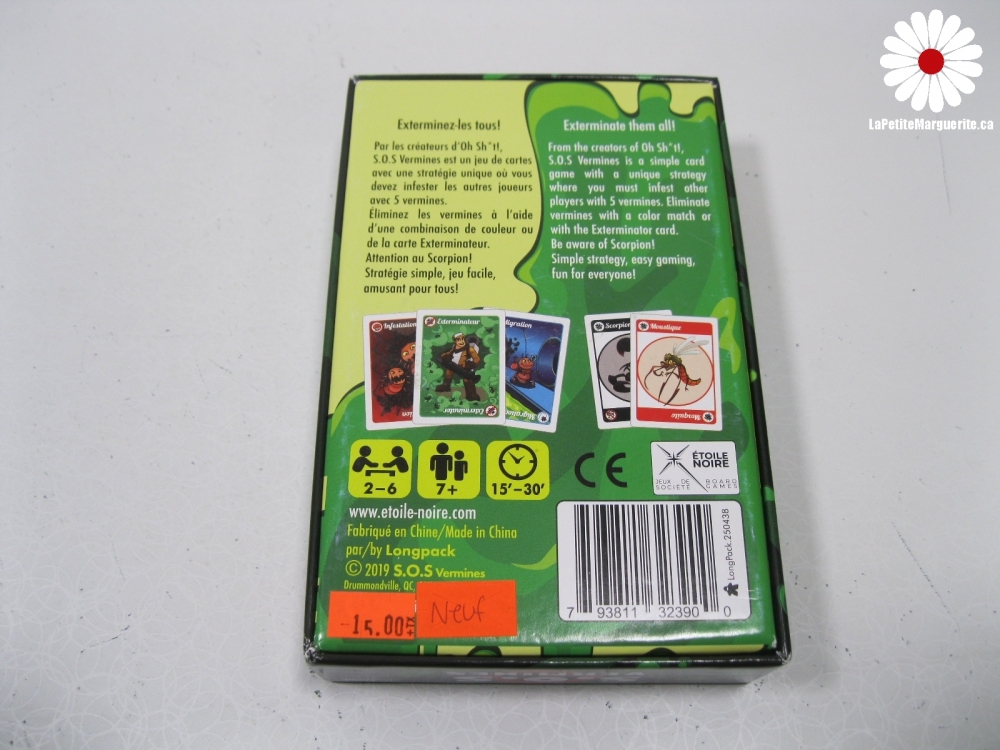 LaPetiteMarguerite.ca
Exterminez-les tous!
Par les créateurs d'Oh Sh*t!,
S.O.S Vermines est un jeu de cartes
avec une stratégie unique où vous
devez infester les autres joueurs
avec 5 vermines.
Éliminez les vermines à l'aide
d'une combinaison de couleur ou
de la carte Exterminateur.
Attention au Scorpion!
Stratégie simple, jeu facile,
amusant pour tous!
Exterminate them all!
From the creators of Oh Sh*t!,
S.O.S Vermines is a simple card
game with a unique strategy
where you must infest other
players with 5 vermines. Eliminate
vermines with a color match or
with the Exterminator card.
Be aware of Scorpion!
Simple strategy, easy gaming,
fun for everyone!
Infestation
Exterminateur
Migration
Exterminator
Scorpion
Moustique
Mosquito
2–6
7+
15'–30'
CE
ÉTOILE
NOIRE
JEUX DE SOCIÉTÉ
BOARD GAMES
www.etoile-noire.com
Fabriqué en Chine/Made in China
par/by Longpack
© 2019 S.O.S Vermines
Drummondville, QC,
15.00
Neuf
7 93811 32390 0
LongPack.250438